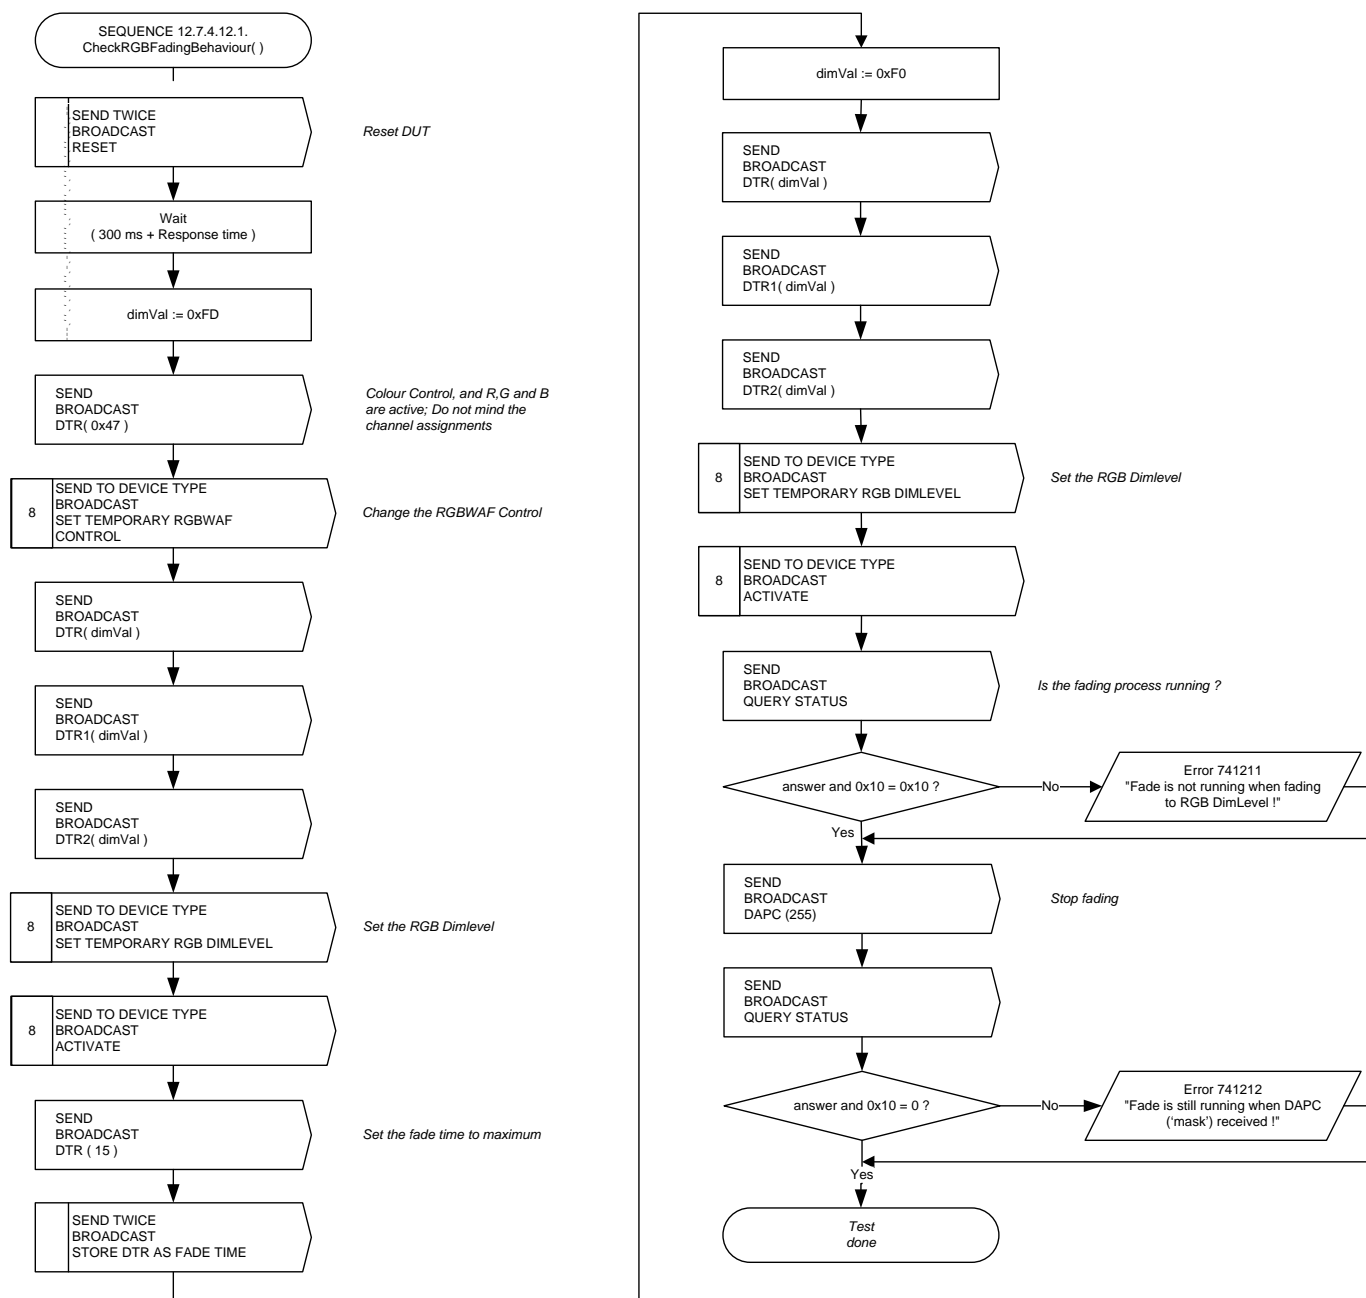 SEQUENCE 12.7.4.12.1.
CheckRGBFadingBehaviour( )
SEND TWICE
BROADCAST
RESET
Reset DUT
Wait
( 300 ms + Response time )
dimVal := 0xFD
SEND
BROADCAST
DTR( 0x47 )
Colour Control, and R,G and B
are active; Do not mind the
channel assignments
8
SEND TO DEVICE TYPE
BROADCAST
SET TEMPORARY RGBWAF
CONTROL
Change the RGBWAF Control
SEND
BROADCAST
DTR( dimVal )
SEND
BROADCAST
DTR1( dimVal )
SEND
BROADCAST
DTR2( dimVal )
8
SEND TO DEVICE TYPE
BROADCAST
SET TEMPORARY RGB DIMLEVEL
Set the RGB Dimlevel
8
SEND TO DEVICE TYPE
BROADCAST
ACTIVATE
SEND
BROADCAST
DTR ( 15 )
Set the fade time to maximum
SEND TWICE
BROADCAST
STORE DTR AS FADE TIME
dimVal := 0xF0
SEND
BROADCAST
DTR( dimVal )
SEND
BROADCAST
DTR1( dimVal )
SEND
BROADCAST
DTR2( dimVal )
8
SEND TO DEVICE TYPE
BROADCAST
SET TEMPORARY RGB DIMLEVEL
Set the RGB Dimlevel
8
SEND TO DEVICE TYPE
BROADCAST
ACTIVATE
SEND
BROADCAST
QUERY STATUS
Is the fading process running ?
answer and 0x10 = 0x10 ?
No
Error 741211
"Fade is not running when fading
to RGB DimLevel !"
Yes
SEND
BROADCAST
DAPC (255)
Stop fading
SEND
BROADCAST
QUERY STATUS
answer and 0x10 = 0 ?
No
Error 741212
"Fade is still running when DAPC
(‘mask’) received !"
Yes
Test
done